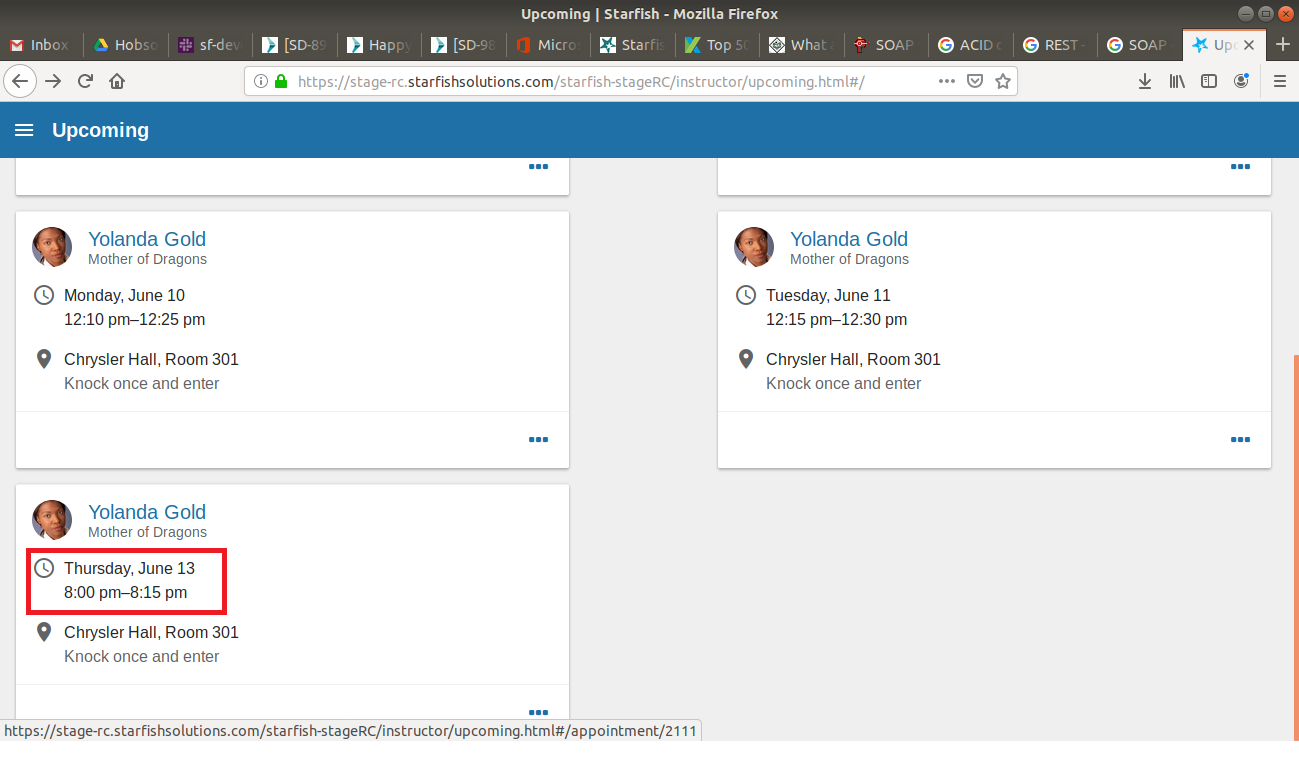 Upcoming | Starfish - Mozilla Firefox
Inbox
Hobso
sf-dev
[SD-89
Happy
[SD-98
Micros
Starfis
Top 50
What a
SOAP
ACID
REST -
SOAP
Upc
https://stage-rc.starfishsolutions.com/starfish-stageRC/instructor/upcoming.html#/
Upcoming
Yolanda Gold
Mother of Dragons
Monday, June 10
12:10 pm–12:25 pm
Chrysler Hall, Room 301
Knock once and enter
Yolanda Gold
Mother of Dragons
Tuesday, June 11
12:15 pm–12:30 pm
Chrysler Hall, Room 301
Knock once and enter
Yolanda Gold
Mother of Dragons
Thursday, June 13
8:00 pm–8:15 pm
Chrysler Hall, Room 301
Knock once and enter
https://stage-rc.starfishsolutions.com/starfish-stageRC/instructor/upcoming.html#/appointment/2111